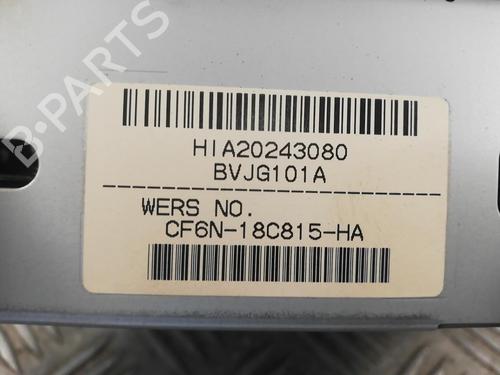 B-PARTS
HIA20243080
BVJG101A
WERS NO.
CF6N-18C815-HA